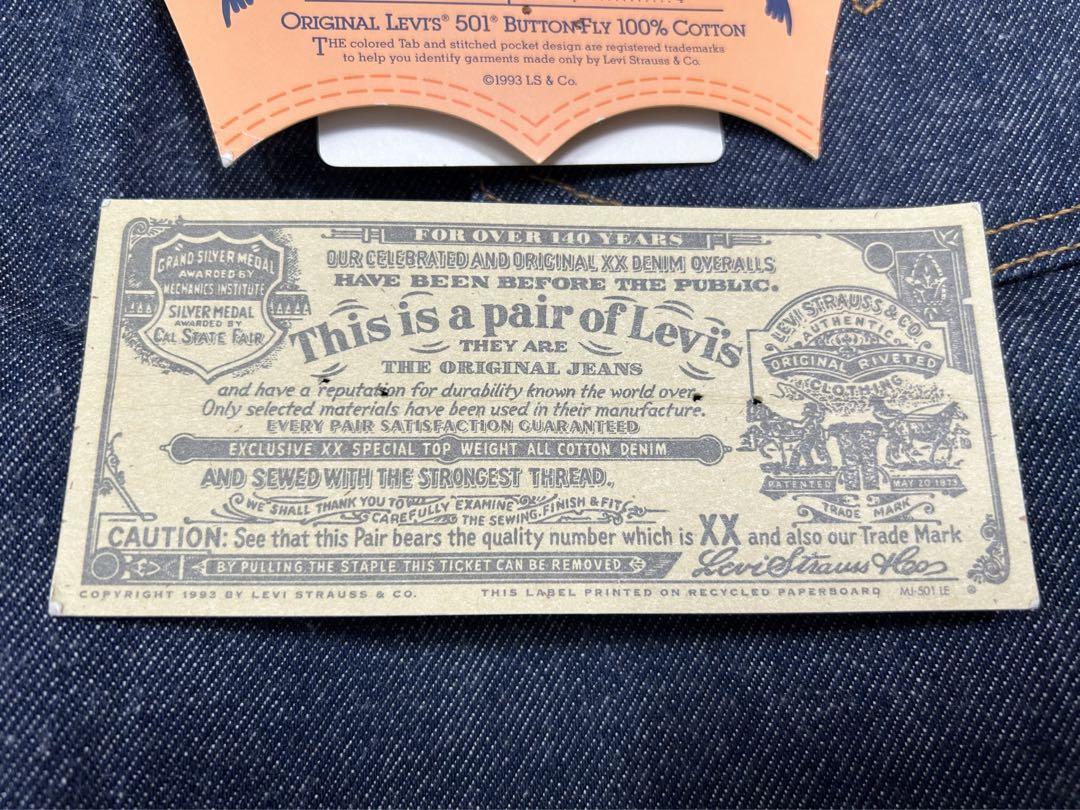 ORIGINAL LEVI'S® 501® BUTTON-FLY 100% COTTON
THE colored Tab and stitched pocket design are registered trademarks
to help you identify garments made only by Levi Strauss & Co.
©1993 LS & Co.
FOR OVER 140 YEARS
OUR CELEBRATED AND ORIGINAL XX DENIM OVERALLS
HAVE BEEN BEFORE THE PUBLIC.
GRAND SILVER MEDAL
AWARDED BY
MECHANICS INSTITUTE
SILVER MEDAL
AWARDED BY
CAL STATE FAIR
This is a pair of Levi's
THEY ARE
THE ORIGINAL JEANS
and have a reputation for durability known the world over.
Only selected materials have been used in their manufacture.
EVERY PAIR SATISFACTION GUARANTEED
EXCLUSIVE XX SPECIAL TOP WEIGHT ALL COTTON DENIM
AND SEWED WITH THE STRONGEST THREAD.
WE SHALL THANK YOU TO
CAREFULLY EXAMINE
THE SEWING, FINISH & FIT
LEVI STRAUSS & CO.
AUTHENTIC
ORIGINAL RIVETED
CLOTHING
PATENTED MAY 20 1873
TRADE MARK
CAUTION: See that this Pair bears the quality number which is XX and also our Trade Mark
BY PULLING THE STAPLE THIS TICKET CAN BE REMOVED
Levi Strauss & Co
COPYRIGHT 1993 BY LEVI STRAUSS & CO. THIS LABEL PRINTED ON RECYCLED PAPERBOARD MJ-501 LE ®